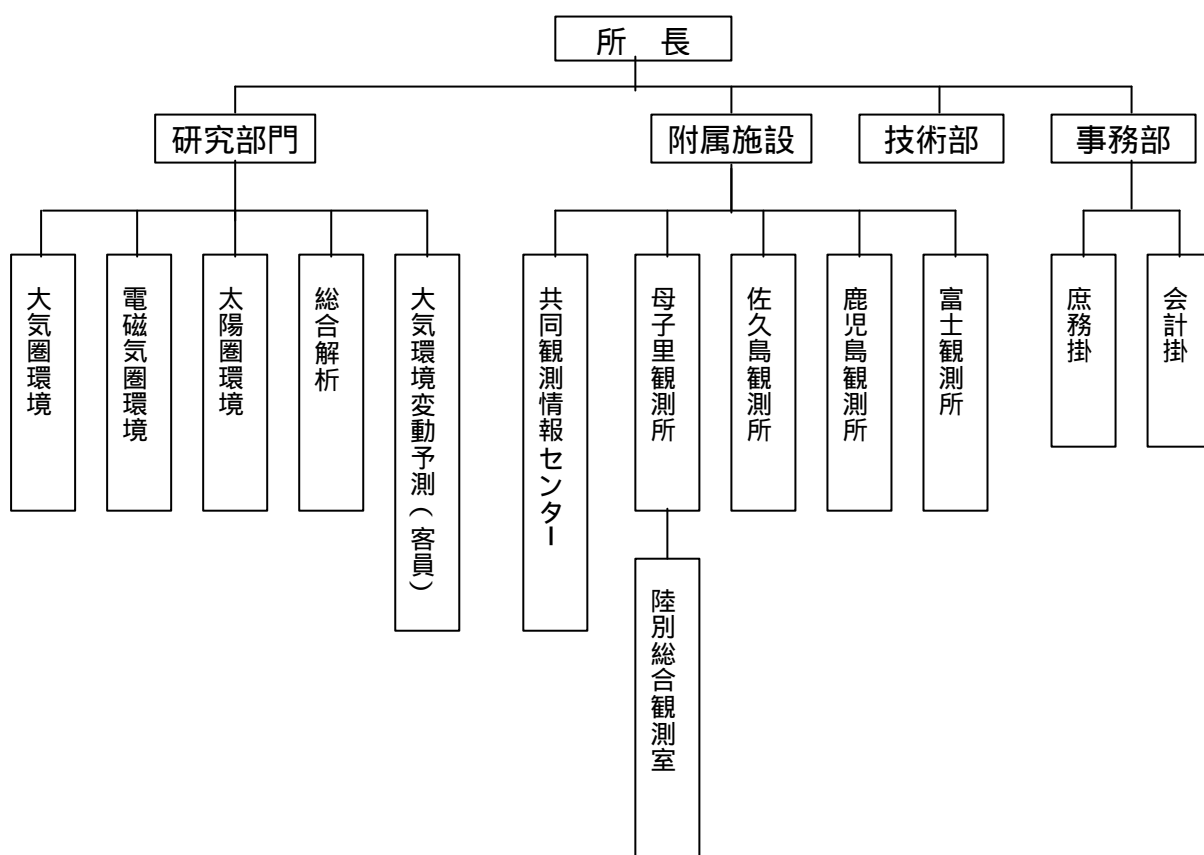 所　長
研究部門
附属施設
技術部
事務部
大気圏環境
電磁気圏環境
太陽圏環境
総合解析
大気環境変動予測(客員)
共同観測情報センター
母子里観測所
佐久島観測所
鹿児島観測所
富士観測所
庶務掛
会計掛
陸別総合観測室